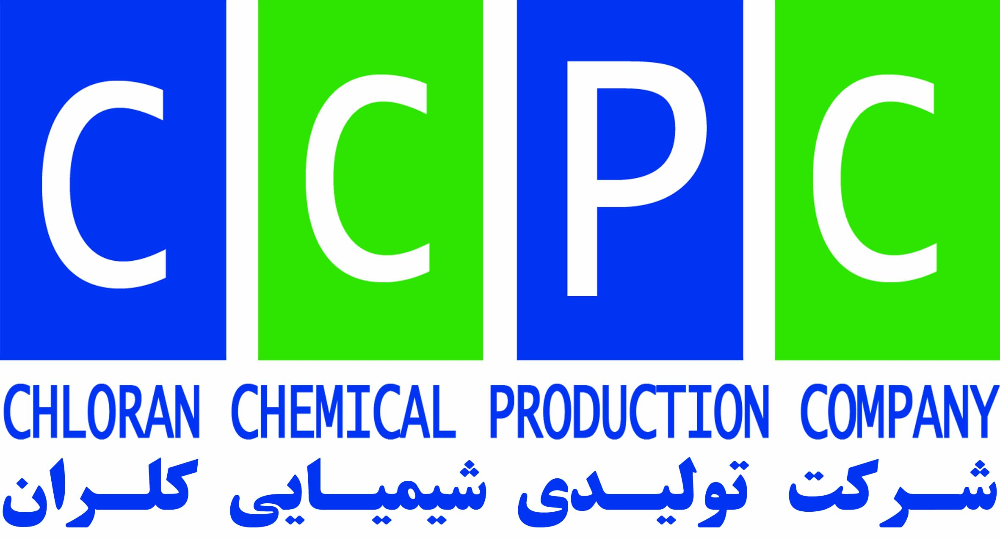 CCPC
CHLORAN CHEMICAL PRODUCTION COMPANY
شرکت تولیدی شیمیایی کلران